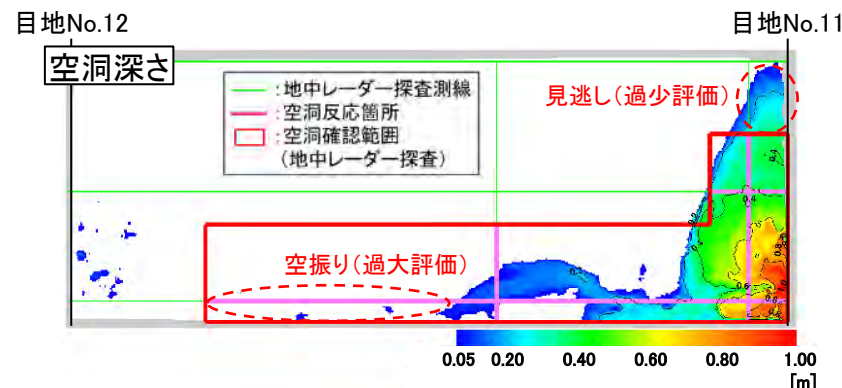 目地No.12
目地No.11
空洞深さ
:地中レーダー探査測線
:空洞反応箇所
:空洞確認範囲
(地中レーダー探査)
見逃し(過少評価)
空振り(過大評価)
0.05 0.20 0.40 0.60 0.80 1.00
[m]